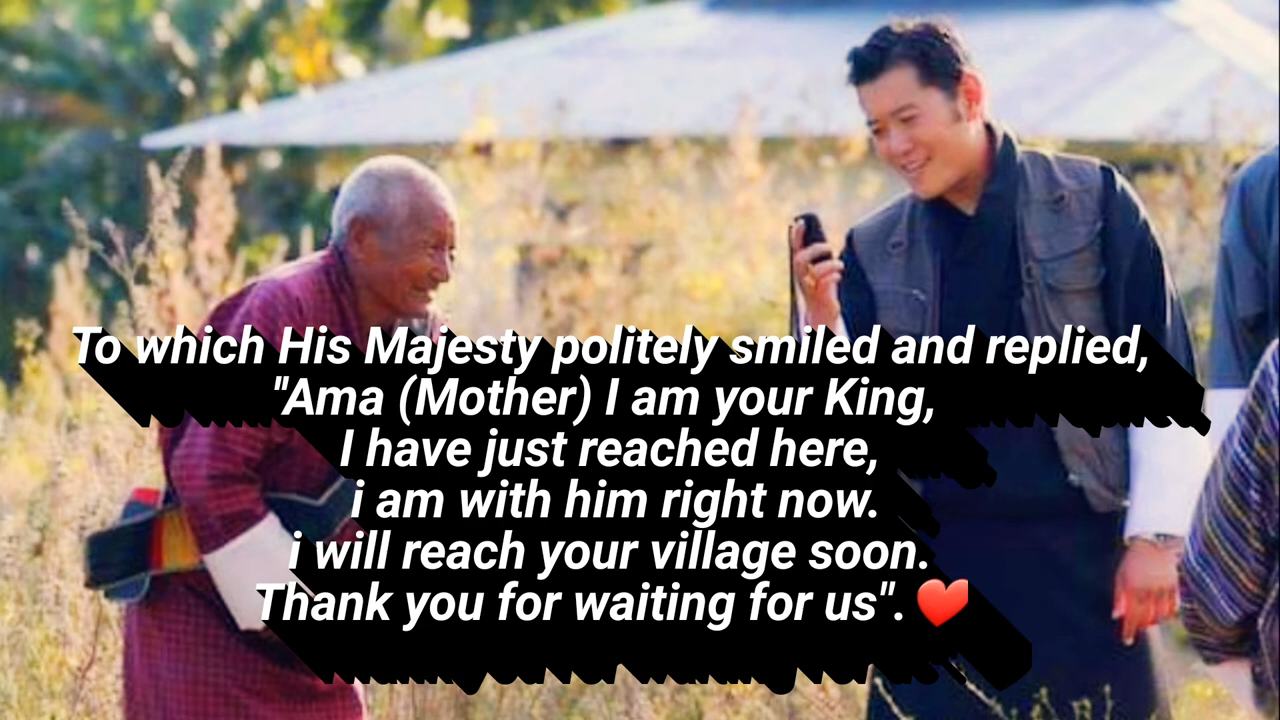 To which His Majesty politely smiled and replied,
"Ama (Mother) I am your King,
I have just reached here,
i am with him right now.
i will reach your village soon.
Thank you for waiting for us". ❤️